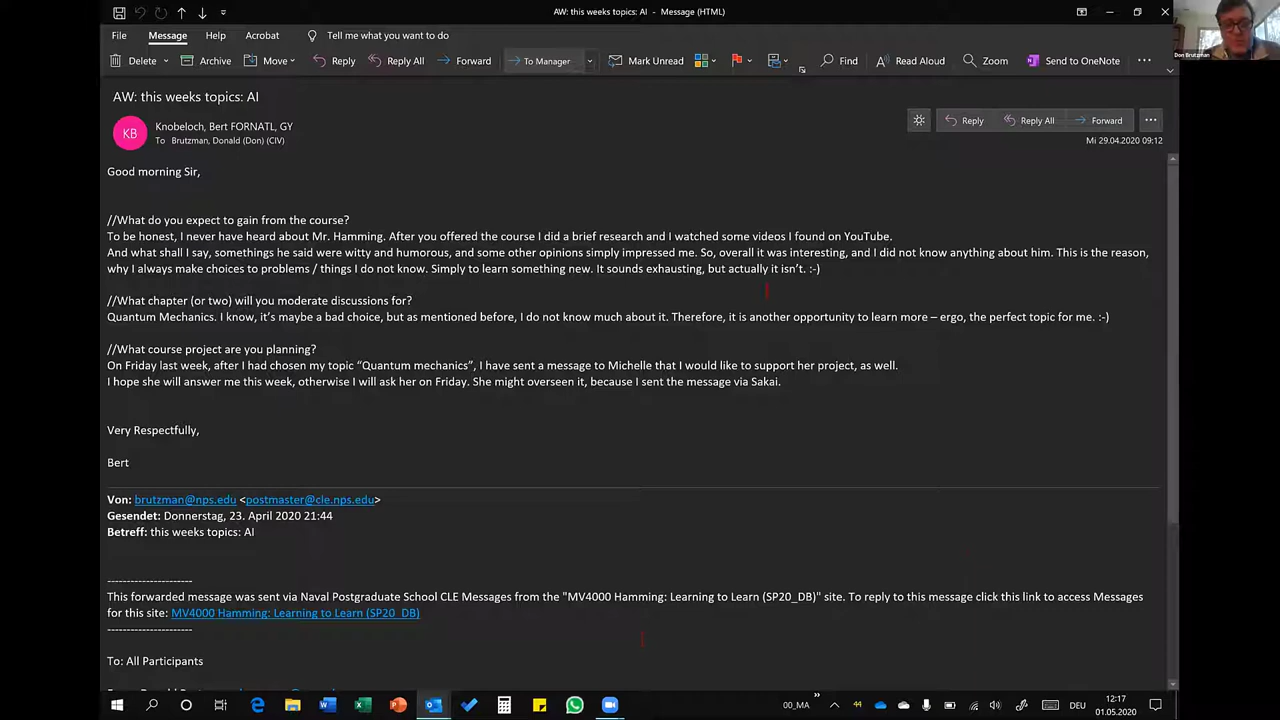 AW: this weeks topics: AI - Message (HTML)
Don Brutzman
File Message Help Acrobat Tell me what you want to do
Delete Archive Move Reply Reply All Forward To Manager Mark Unread Find Read Aloud Zoom Send to OneNote
AW: this weeks topics: AI
KB
Knobeloch, Bert FORNATL, GY
To Brutzman, Donald (Don) (CIV)
Reply Reply All Forward
Mi 29.04.2020 09:12
Good morning Sir,
//What do you expect to gain from the course?
To be honest, I never have heard about Mr. Hamming. After you offered the course I did a brief research and I watched some videos I found on YouTube.
And what shall I say, somethings he said were witty and humorous, and some other opinions simply impressed me. So, overall it was interesting, and I did not know anything about him. This is the reason,
why I always make choices to problems / things I do not know. Simply to learn something new. It sounds exhausting, but actually it isn't. :-)
//What chapter (or two) will you moderate discussions for?
Quantum Mechanics. I know, it's maybe a bad choice, but as mentioned before, I do not know much about it. Therefore, it is another opportunity to learn more – ergo, the perfect topic for me. :-)
//What course project are you planning?
On Friday last week, after I had chosen my topic "Quantum mechanics", I have sent a message to Michelle that I would like to support her project, as well.
I hope she will answer me this week, otherwise I will ask her on Friday. She might overseen it, because I sent the message via Sakai.
Very Respectfully,
Bert
Von: brutzman@nps.edu <postmaster@cle.nps.edu>
Gesendet: Donnerstag, 23. April 2020 21:44
Betreff: this weeks topics: AI
----------------------
This forwarded message was sent via Naval Postgraduate School CLE Messages from the "MV4000 Hamming: Learning to Learn (SP20_DB)" site. To reply to this message click this link to access Messages
for this site: MV4000 Hamming: Learning to Learn (SP20_DB)
----------------------
To: All Participants
00_MA
44
DEU
12:17
01.05.2020